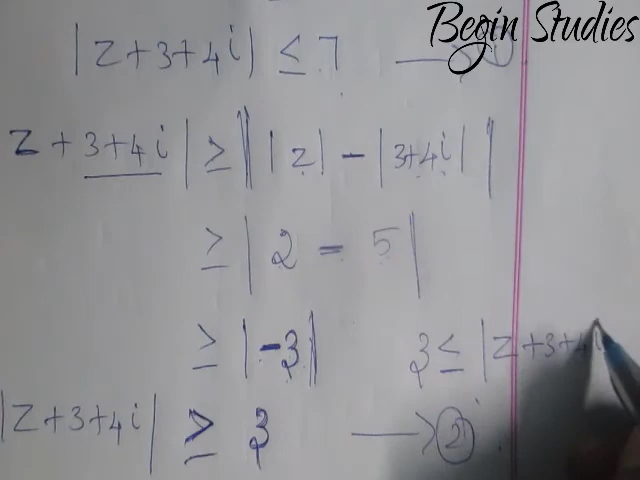 Begin Studies
|z+3+4i| ≤ 7 →
z + 3+4i| ≥ ||z| - |3+4i||
≥ |2 - 5|
≥ |-3| 3 ≤ |z+3+4i
|z+3+4i| ≥ 3 → ②